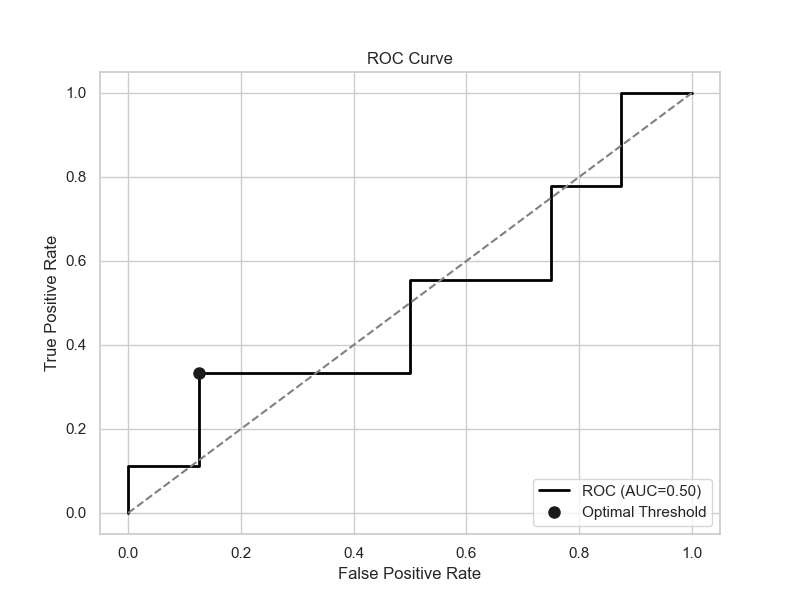 ROC Curve
1.0
0.8
0.6
0.4
0.2
0.0
True Positive Rate
ROC (AUC=0.50)
Optimal Threshold
0.0 0.2 0.4 0.6 0.8 1.0
False Positive Rate